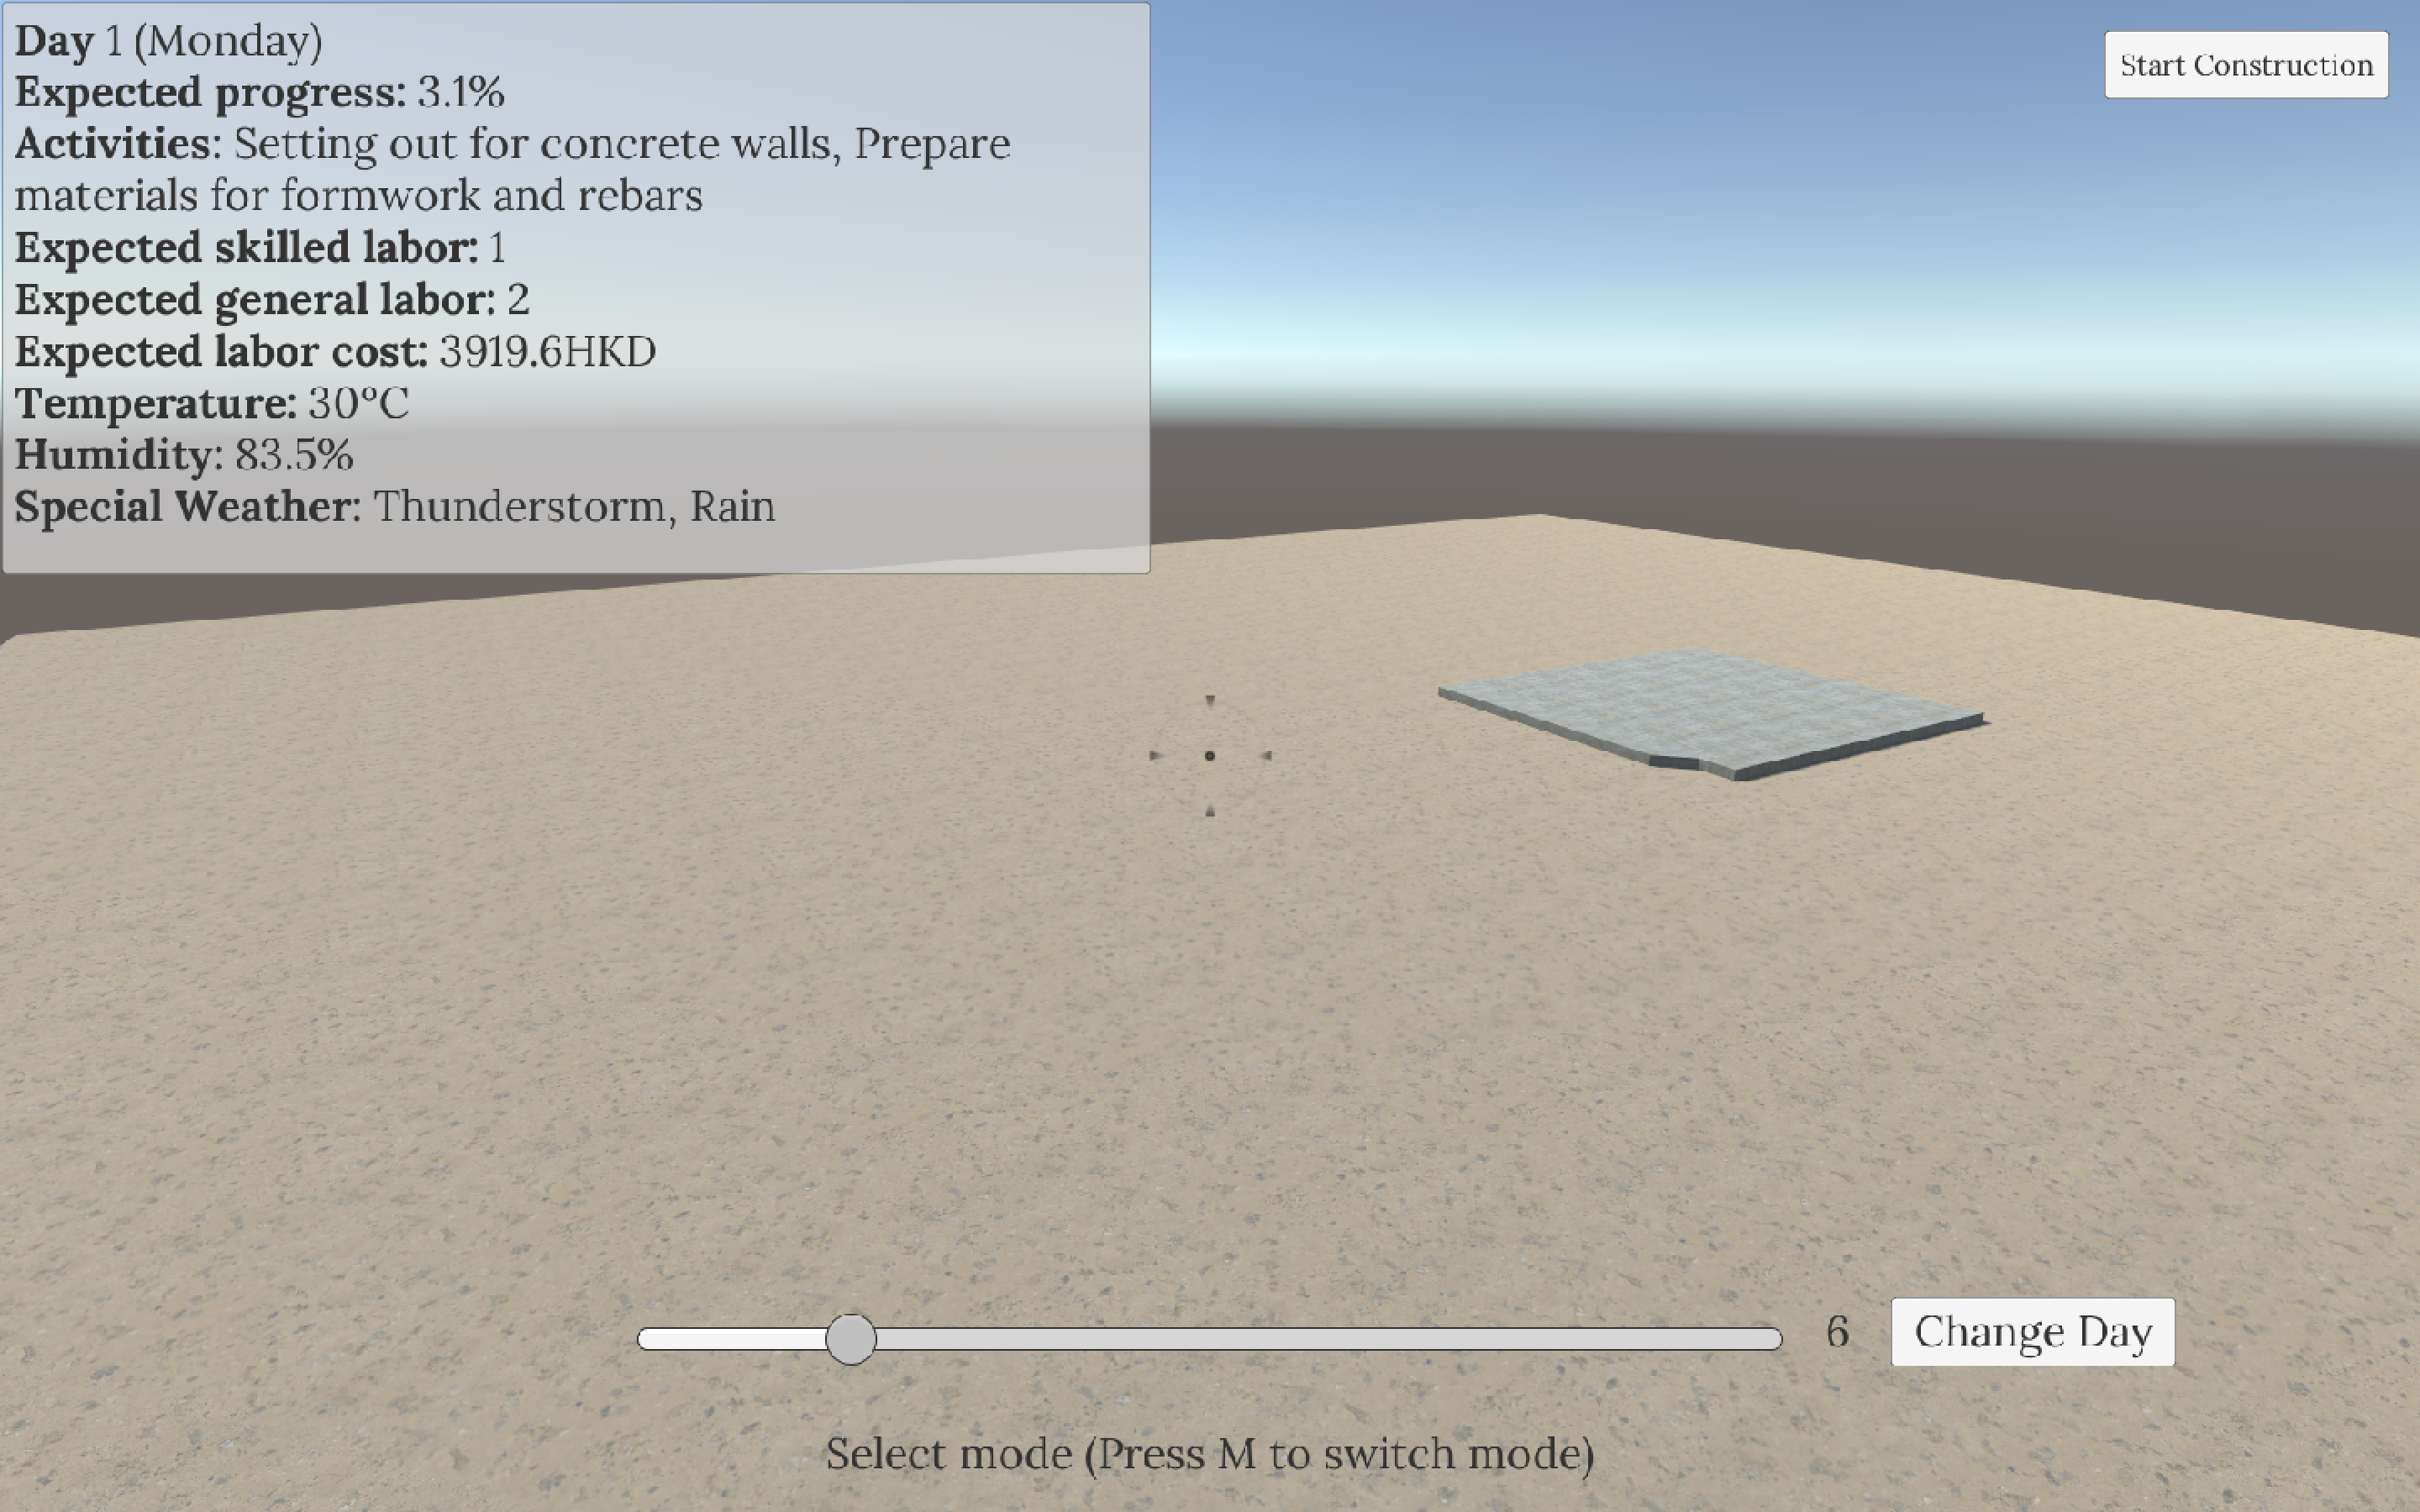 Day 1 (Monday)
Expected progress: 3.1%
Activities: Setting out for concrete walls, Prepare
materials for formwork and rebars
Expected skilled labor: 1
Expected general labor: 2
Expected labor cost: 3919.6HKD
Temperature: 30°C
Humidity: 83.5%
Special Weather: Thunderstorm, Rain
Start Construction
6
Change Day
Select mode (Press M to switch mode)